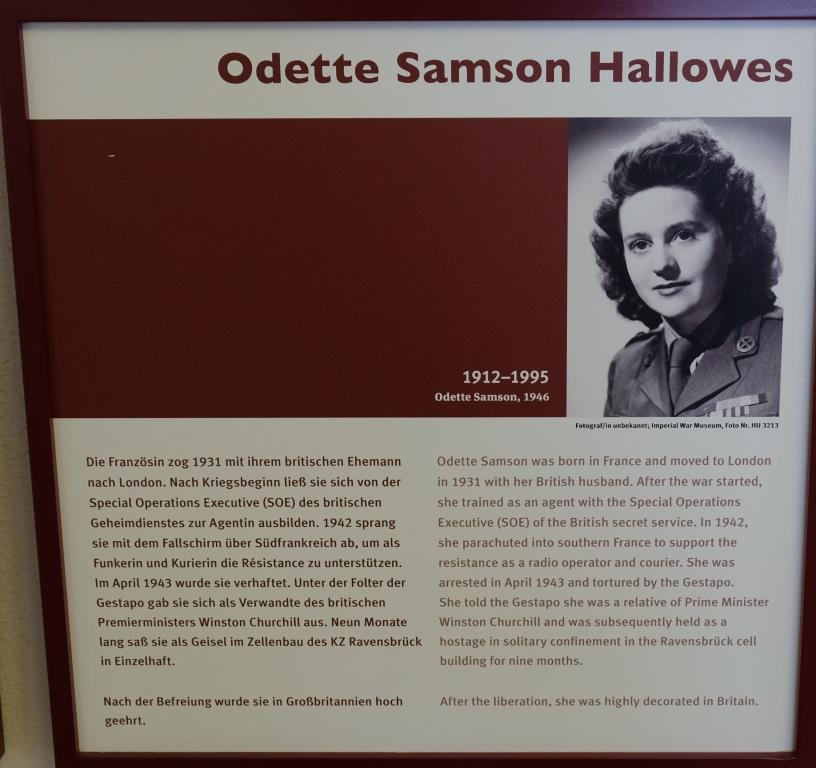 Odette Samson Hallowes
1912–1995
Odette Samson, 1946
Fotograf/in unbekannt; Imperial War Museum, Foto Nr. HU 3213
Die Französin zog 1931 mit ihrem britischen Ehemann
nach London. Nach Kriegsbeginn ließ sie sich von der
Special Operations Executive (SOE) des britischen
Geheimdienstes zur Agentin ausbilden. 1942 sprang
sie mit dem Fallschirm über Südfrankreich ab, um als
Funkerin und Kurierin die Résistance zu unterstützen.
Im April 1943 wurde sie verhaftet. Unter der Folter der
Gestapo gab sie sich als Verwandte des britischen
Premierministers Winston Churchill aus. Neun Monate
lang saß sie als Geisel im Zellenbau des KZ Ravensbrück
in Einzelhaft.
Nach der Befreiung wurde sie in Großbritannien hoch
geehrt.
Odette Samson was born in France and moved to London
in 1931 with her British husband. After the war started,
she trained as an agent with the Special Operations
Executive (SOE) of the British secret service. In 1942,
she parachuted into southern France to support the
resistance as a radio operator and courier. She was
arrested in April 1943 and tortured by the Gestapo.
She told the Gestapo she was a relative of Prime Minister
Winston Churchill and was subsequently held as a
hostage in solitary confinement in the Ravensbrück cell
building for nine months.
After the liberation, she was highly decorated in Britain.